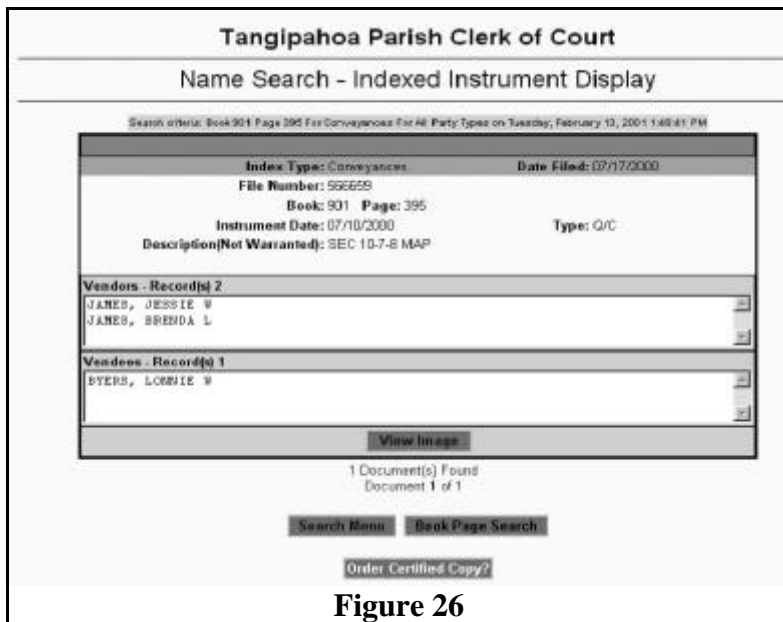 Tangipahoa Parish Clerk of Court
Name Search - Indexed Instrument Display
Search criteria: Book 901 Page 395 For Conveyances For All Party Types on Tuesday, February 13, 2001 1:48:41 PM
Index Type: Conveyances Date Filed: 07/17/2000
File Number:
Book: 901 Page: 395
Instrument Date: 07/10/2000 Type: Q/C
Description(Not Warranted): SEC 10-7-8 MAP
Vendors - Record(s) 2
JAMES, JESSIE W
JAMES, BRENDA L
Vendees - Record(s) 1
BYERS, LONNIE W
View Image
1 Document(s) Found
Document 1 of 1
Search Menu Book Page Search
Order Certified Copy?
Figure 26